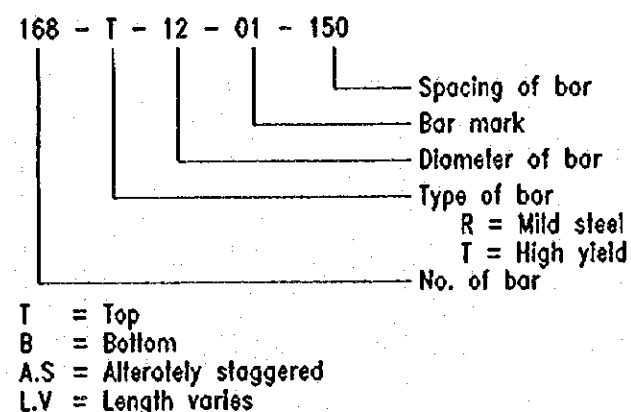 168 - T - 12 - 01 - 150
Spacing of bar
Bar mark
Diameter of bar
Type of bar
R = Mild steel
T = High yield
No. of bar
T = Top
B = Bottom
A.S = Alterotely staggered
L.V = Length varies